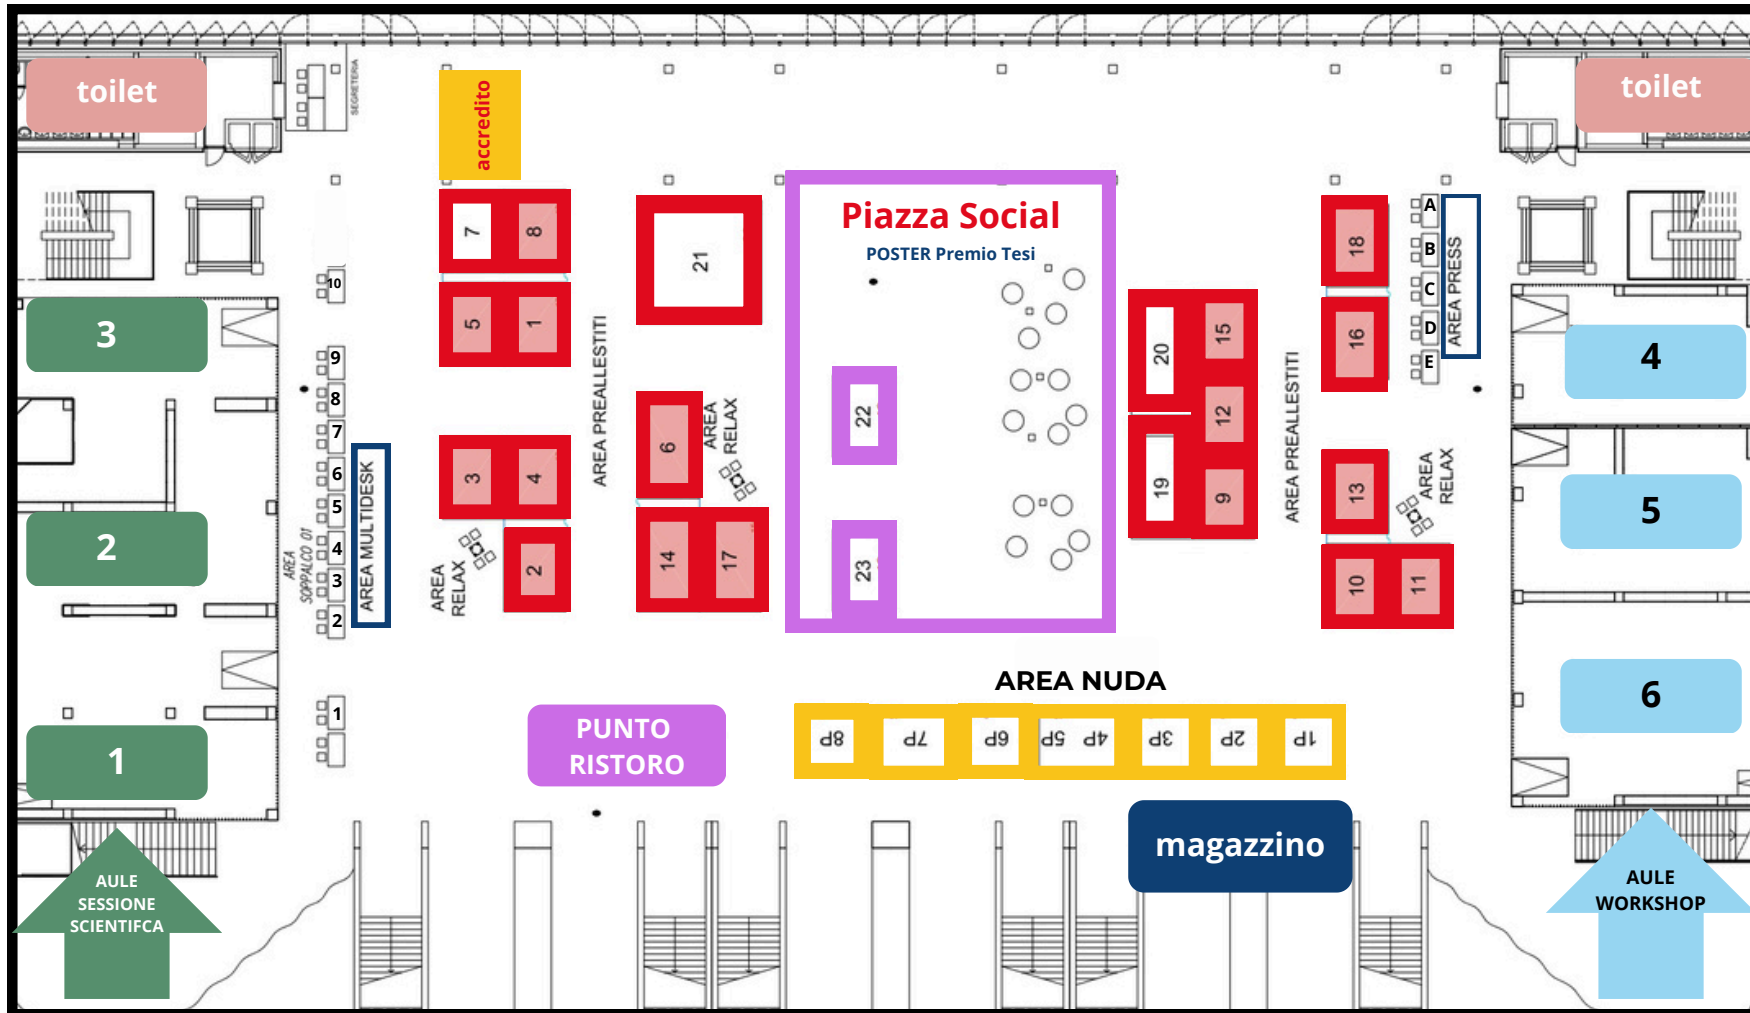 toilet
SEGRETERIA
accredito
toilet
7
8
5
1
21
Piazza Social
POSTER Premio Tesi
18
16
A
B
C
D
E
AREA PRESS
10
9
8
7
6
5
4
3
2
1
AREA MULTIDESK
AREA
SOPPALCO 01
3
2
1
3
4
2
AREA
RELAX
AREA PREALLESTITI
6
AREA
RELAX
14
17
22
23
20
19
15
12
9
AREA PREALLESTITI
13
AREA
RELAX
10
11
4
5
6
AREA NUDA
8P
7P
6P
5P
4P
3P
2P
1P
PUNTO
RISTORO
magazzino
AULE
SESSIONE
SCIENTIFCA
AULE
WORKSHOP